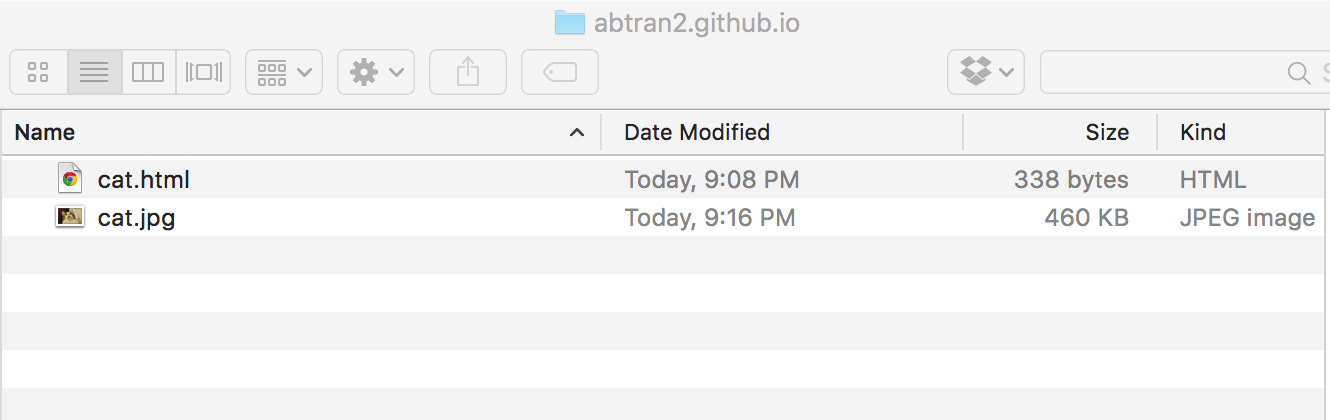 abtran2.github.io
Name Date Modified Size Kind
cat.html Today, 9:08 PM 338 bytes HTML
cat.jpg Today, 9:16 PM 460 KB JPEG image